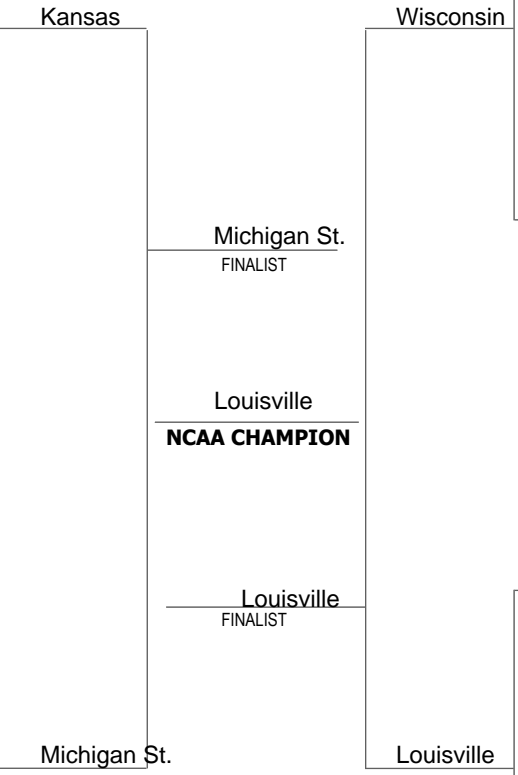 Kansas
Wisconsin
Michigan St.
FINALIST
Louisville
NCAA CHAMPION
Louisville
FINALIST
Michigan St.
Louisville